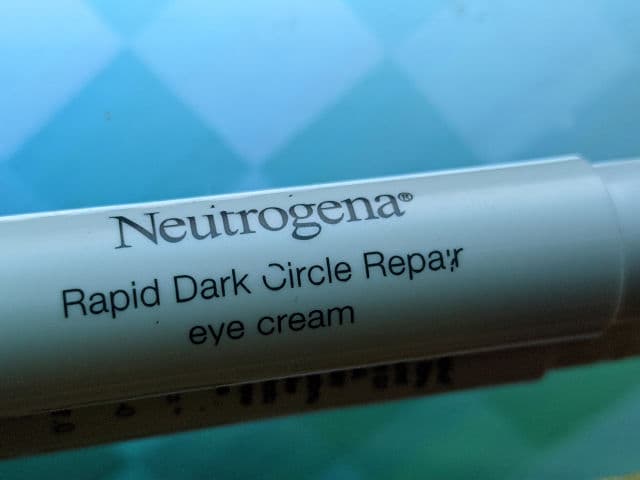 Neutrogena®
Rapid Dark Circle Repair
eye cream